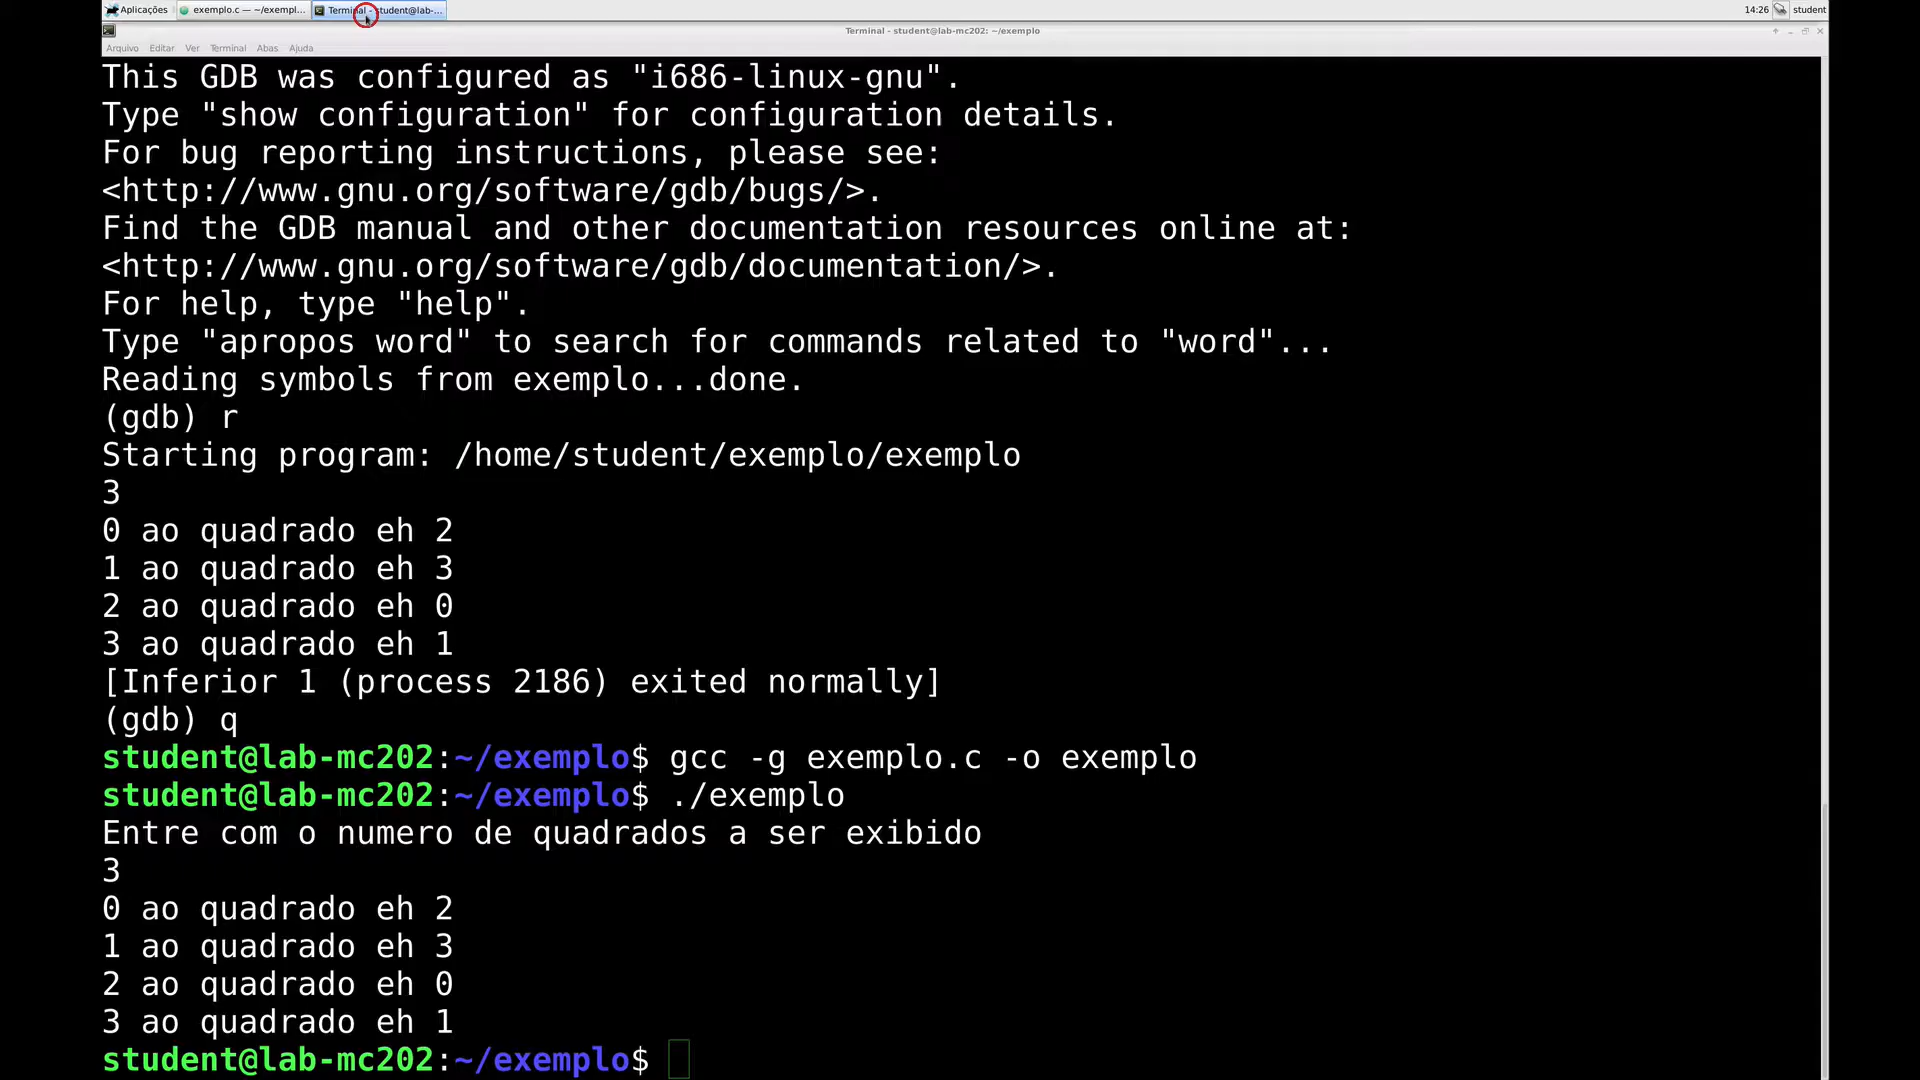 Aplicações exemplo.c — ~/exempl... Terminal - student@lab-... 14:26 student
Terminal - student@lab-mc202: ~/exemplo
Arquivo Editar Ver Terminal Abas Ajuda
This GDB was configured as "i686-linux-gnu".
Type "show configuration" for configuration details.
For bug reporting instructions, please see:
<http://www.gnu.org/software/gdb/bugs/>.
Find the GDB manual and other documentation resources online at:
<http://www.gnu.org/software/gdb/documentation/>.
For help, type "help".
Type "apropos word" to search for commands related to "word"...
Reading symbols from exemplo...done.
(gdb) r
Starting program: /home/student/exemplo/exemplo
3
0 ao quadrado eh 2
1 ao quadrado eh 3
2 ao quadrado eh 0
3 ao quadrado eh 1
[Inferior 1 (process 2186) exited normally]
(gdb) q
student@lab-mc202:~/exemplo$ gcc -g exemplo.c -o exemplo
student@lab-mc202:~/exemplo$ ./exemplo
Entre com o numero de quadrados a ser exibido
3
0 ao quadrado eh 2
1 ao quadrado eh 3
2 ao quadrado eh 0
3 ao quadrado eh 1
student@lab-mc202:~/exemplo$